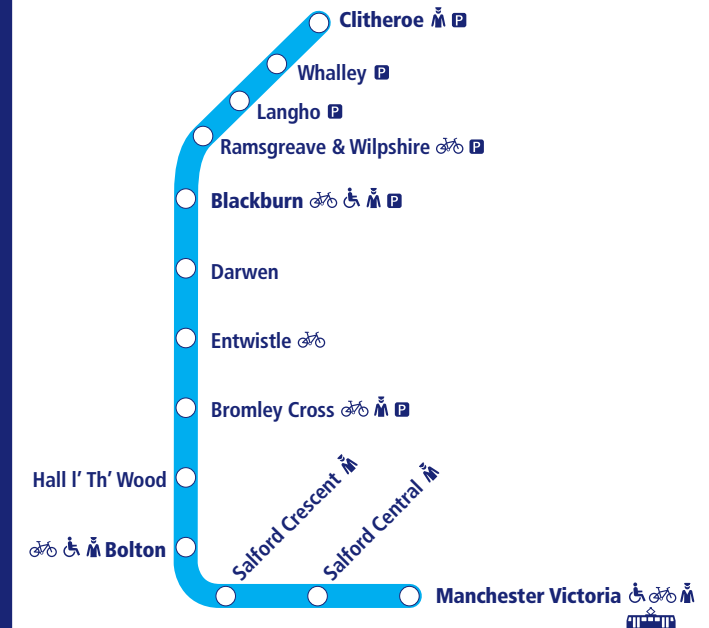 Clitheroe P
Whalley P
Langho P
Ramsgreave & Wilpshire P
Blackburn P
Darwen
Entwistle
Bromley Cross P
Hall l' Th' Wood
Bolton
Salford Crescent
Salford Central
Manchester Victoria